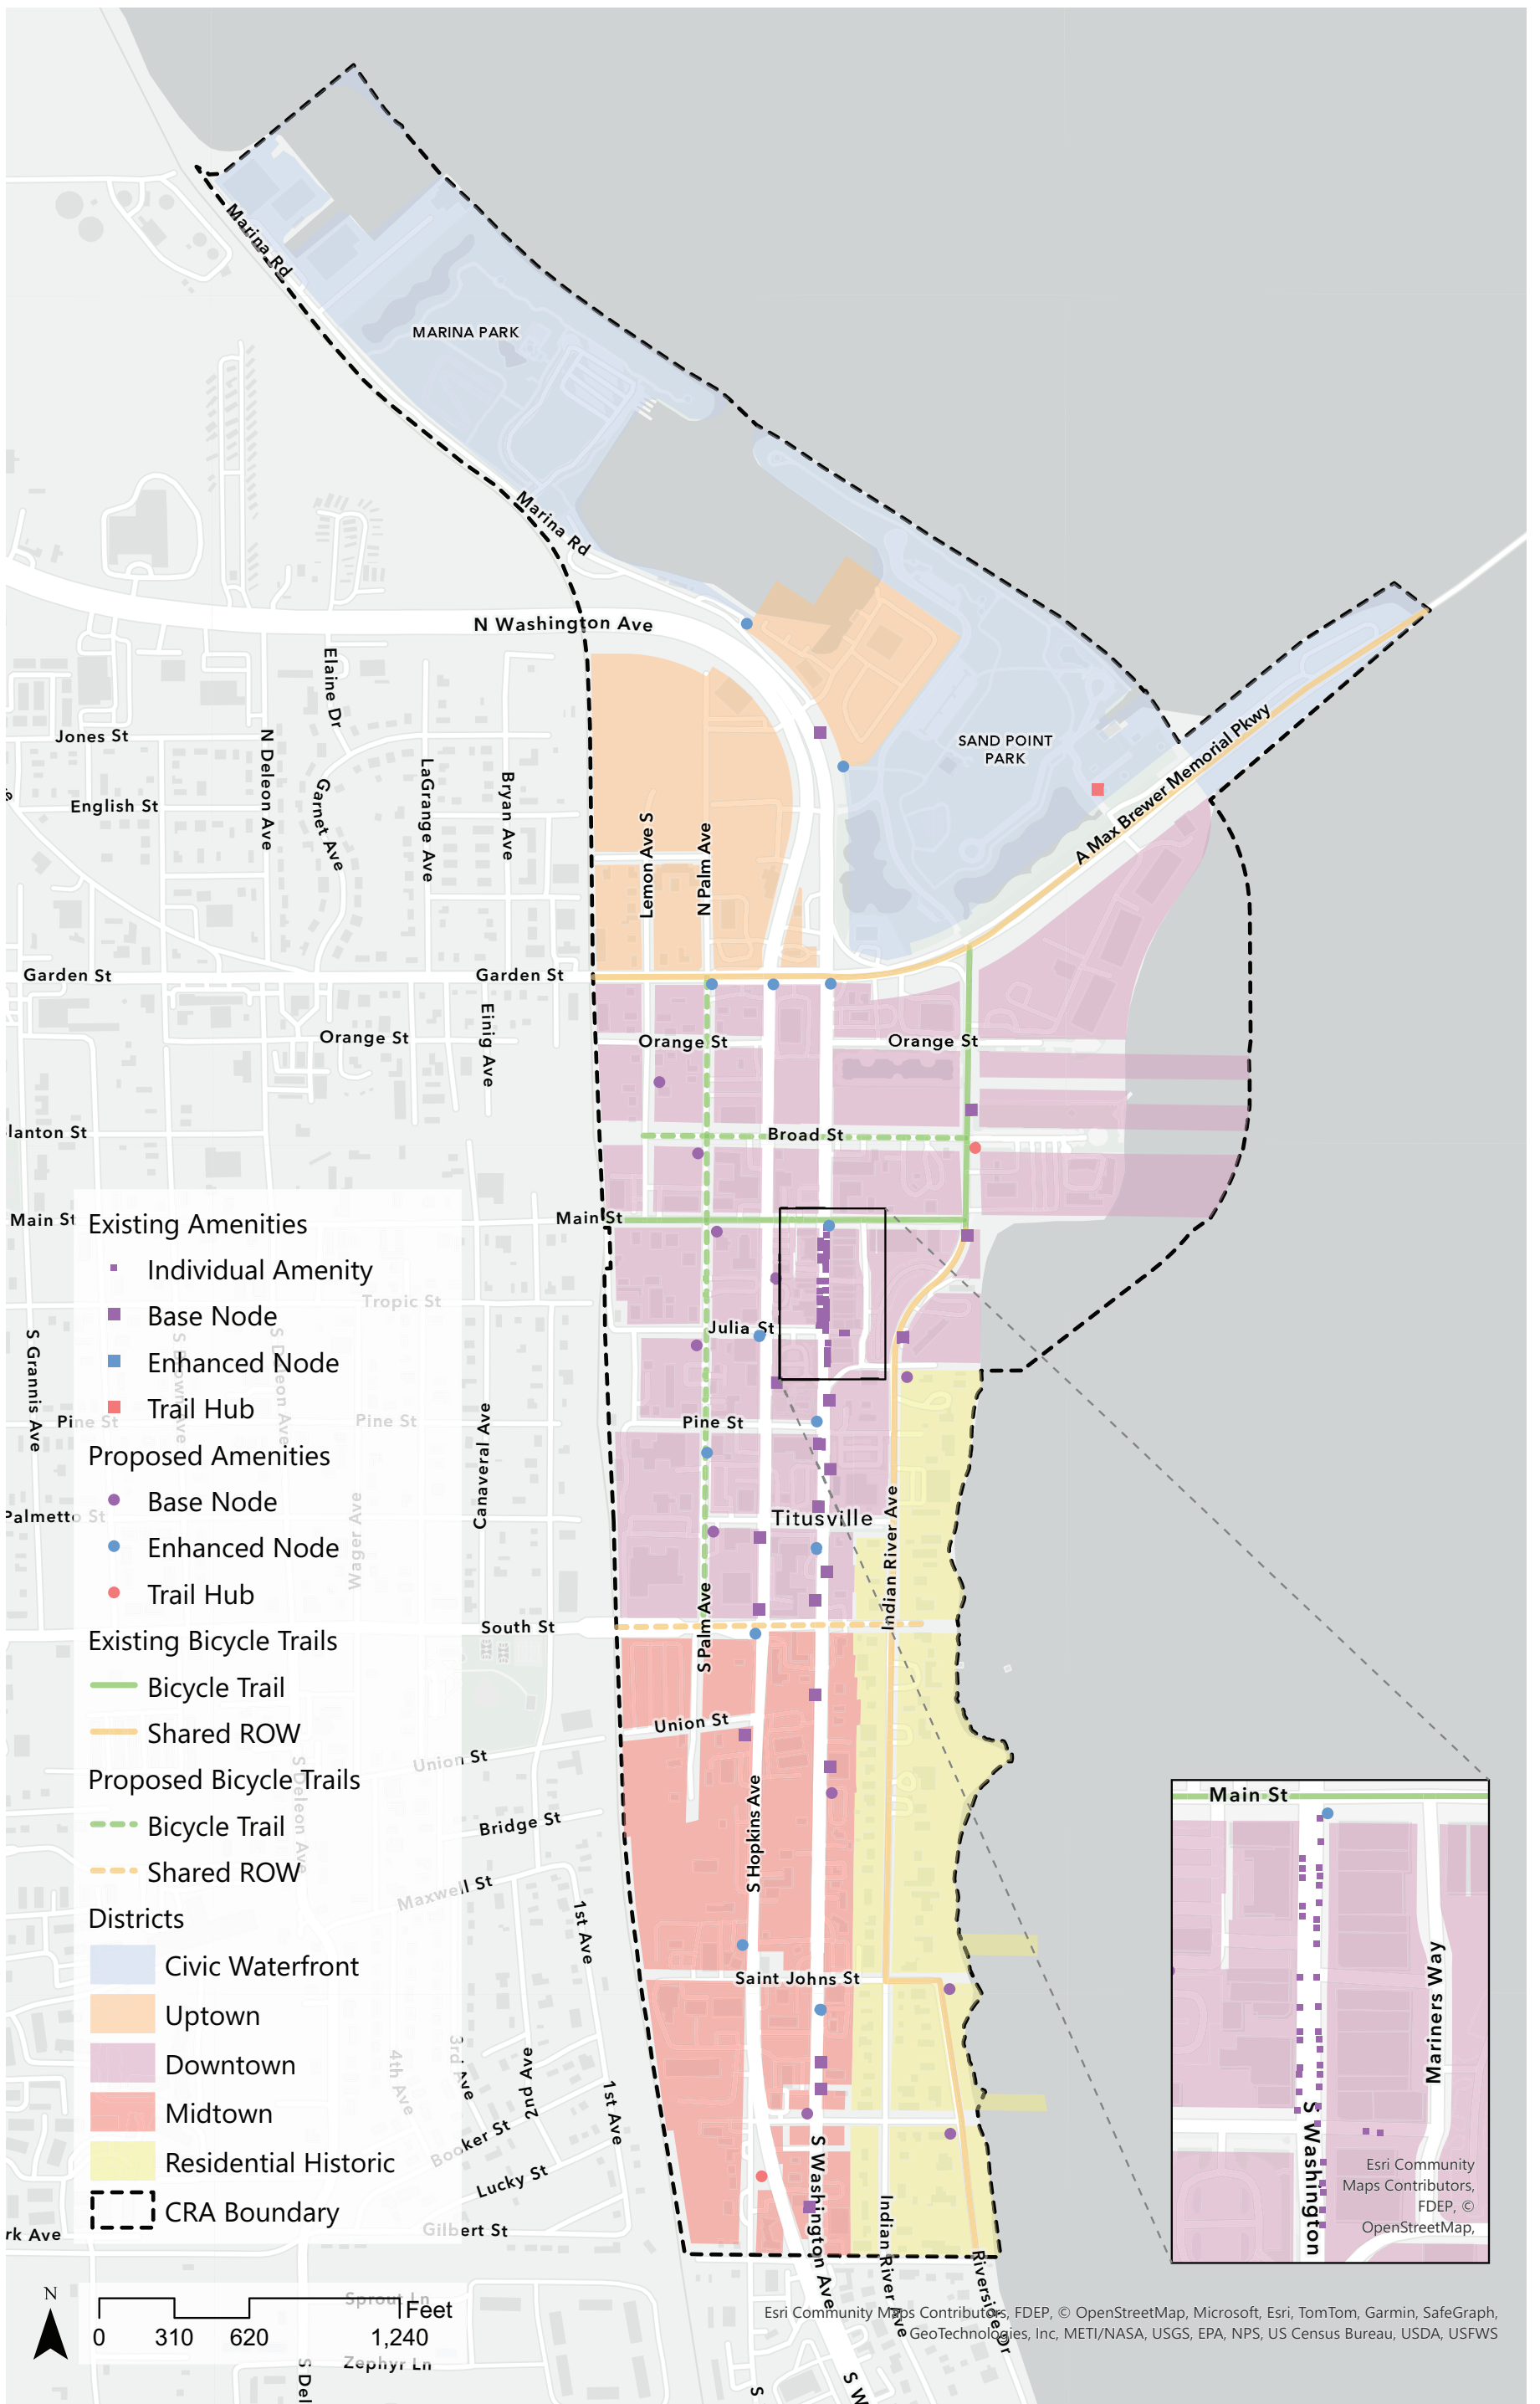 Marina Rd
MARINA PARK
Marina Rd
N Washington Ave
Elaine Dr
Jones St
N Deleon Ave
SAND POINT
PARK
A Max Brewer Memorial Pkwy
English St
Garnet Ave
LaGrange Ave
Bryan Ave
Lemon Ave S
N Palm Ave
Garden St
Garden St
Einig Ave
Orange St
Orange St
Orange St
lanton St
Broad St
Main St
Main St
Existing Amenities
Individual Amenity
Base Node
Enhanced Node
Trail Hub
Proposed Amenities
Base Node
Enhanced Node
Trail Hub
Existing Bicycle Trails
Bicycle Trail
Shared ROW
Proposed Bicycle Trails
Bicycle Trail
Shared ROW
Districts
Civic Waterfront
Uptown
Downtown
Midtown
Residential Historic
CRA Boundary
Tropic St
Julia St
S Grannis Ave
S Deleon Ave
Pine St
Pine St
Pine St
Canaveral Ave
Palmetto St
Wager Ave
Titusville
Indian River Ave
S Palm Ave
South St
Union St
Union St
S Deleon Ave
Bridge St
S Hopkins Ave
Maxwell St
1st Ave
Saint Johns St
4th Ave
3rd Ave
2nd Ave
1st Ave
Booker St
Lucky St
Gilbert St
rk Ave
S Washington Ave
Indian River Ave
Riverside Dr
Main St
Mariners Way
S Washington
Esri Community
Maps Contributors,
FDEP, ©
OpenStreetMap,
N
Feet
0 310 620 1,240
Sprout Ln
Zephyr Ln
S Del
S
S W
Esri Community Maps Contributors, FDEP, © OpenStreetMap, Microsoft, Esri, TomTom, Garmin, SafeGraph,
GeoTechnologies, Inc, METI/NASA, USGS, EPA, NPS, US Census Bureau, USDA, USFWS